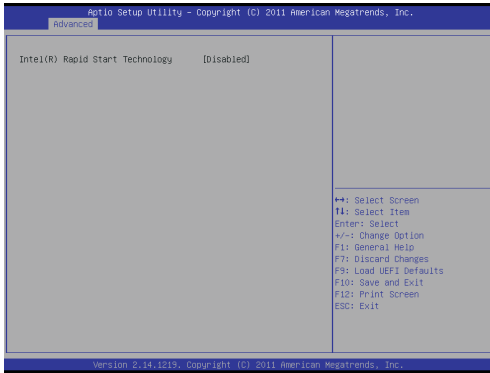 Aptio Setup Utility – Copyright (C) 2011 American Megatrends, Inc.
Advanced
Intel(R) Rapid Start Technology [Disabled]
↔: Select Screen
↑↓: Select Item
Enter: Select
+/-: Change Option
F1: General Help
F7: Discard Changes
F9: Load UEFI Defaults
F10: Save and Exit
F12: Print Screen
ESC: Exit
Version 2.14.1219. Copyright (C) 2011 American Megatrends, Inc.